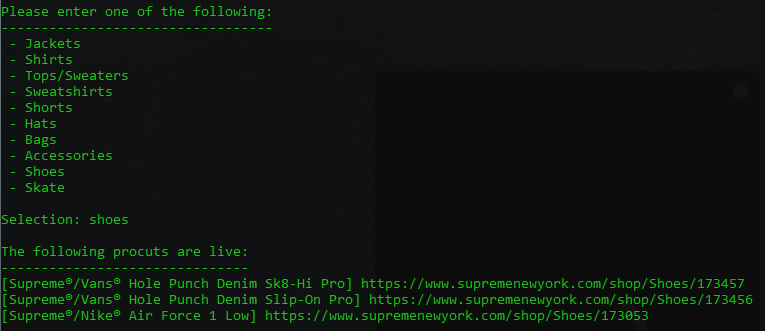 Please enter one of the following:
----------------------------------
- Jackets
- Shirts
- Tops/Sweaters
- Sweatshirts
- Shorts
- Hats
- Bags
- Accessories
- Shoes
- Skate
Selection: shoes
The following procuts are live:
-------------------------------
[Supreme®/Vans® Hole Punch Denim Sk8-Hi Pro] https://www.supremenewyork.com/shop/Shoes/173457
[Supreme®/Vans® Hole Punch Denim Slip-On Pro] https://www.supremenewyork.com/shop/Shoes/173456
[Supreme®/Nike® Air Force 1 Low] https://www.supremenewyork.com/shop/Shoes/173053